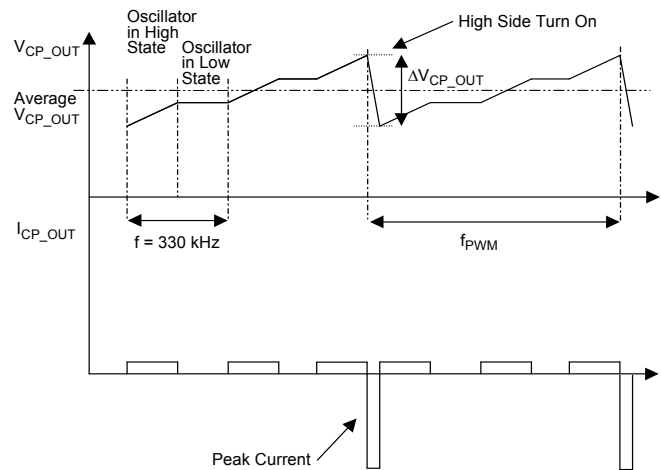 Oscillator
in High
State
Oscillator
in Low
State
High Side Turn On
V_CP_OUT
ΔV_CP_OUT
Average
V_CP_OUT
I_CP_OUT
f = 330 kHz
f_PWM
Peak Current